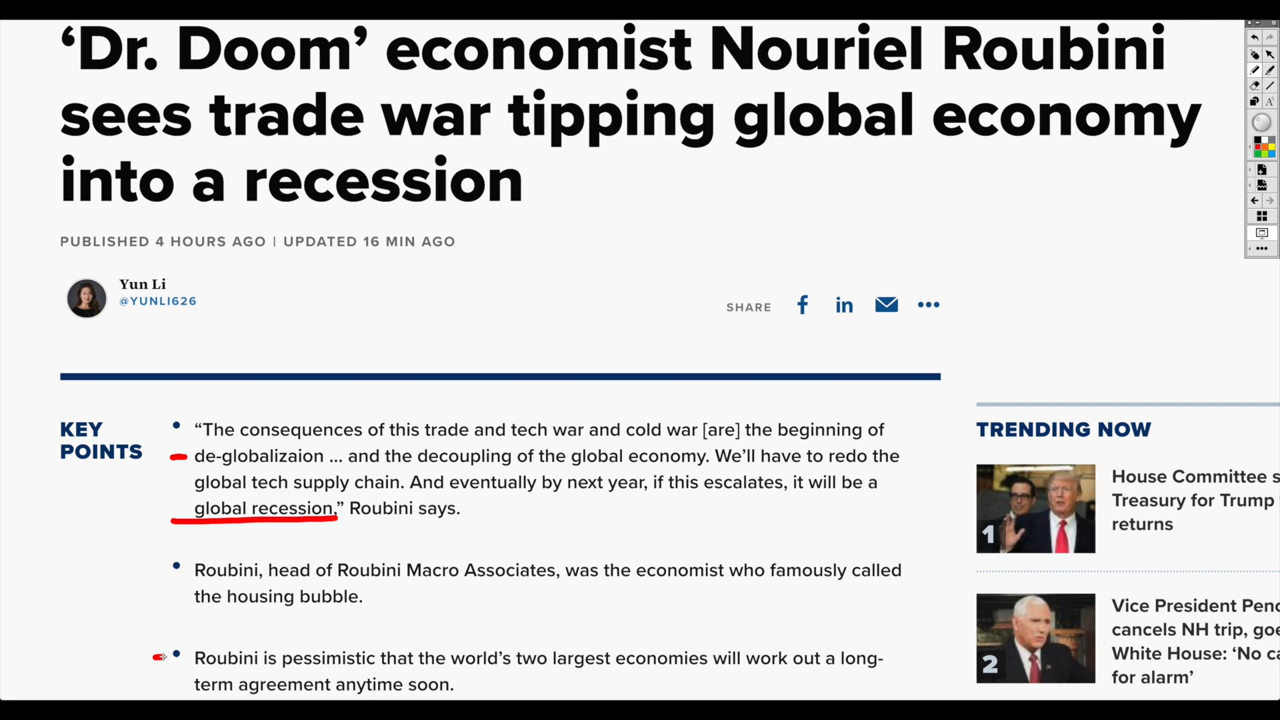 ‘Dr. Doom’ economist Nouriel Roubini
sees trade war tipping global economy
into a recession
PUBLISHED 4 HOURS AGO | UPDATED 16 MIN AGO
Yun Li
@YUNLI626
SHARE
KEY
POINTS
“The consequences of this trade and tech war and cold war [are] the beginning of
de-globalizaion ... and the decoupling of the global economy. We’ll have to redo the
global tech supply chain. And eventually by next year, if this escalates, it will be a
global recession,” Roubini says.
Roubini, head of Roubini Macro Associates, was the economist who famously called
the housing bubble.
Roubini is pessimistic that the world’s two largest economies will work out a long-
term agreement anytime soon.
TRENDING NOW
1
House Committee s
Treasury for Trump
returns
2
Vice President Penc
cancels NH trip, goe
White House: ‘No ca
for alarm’